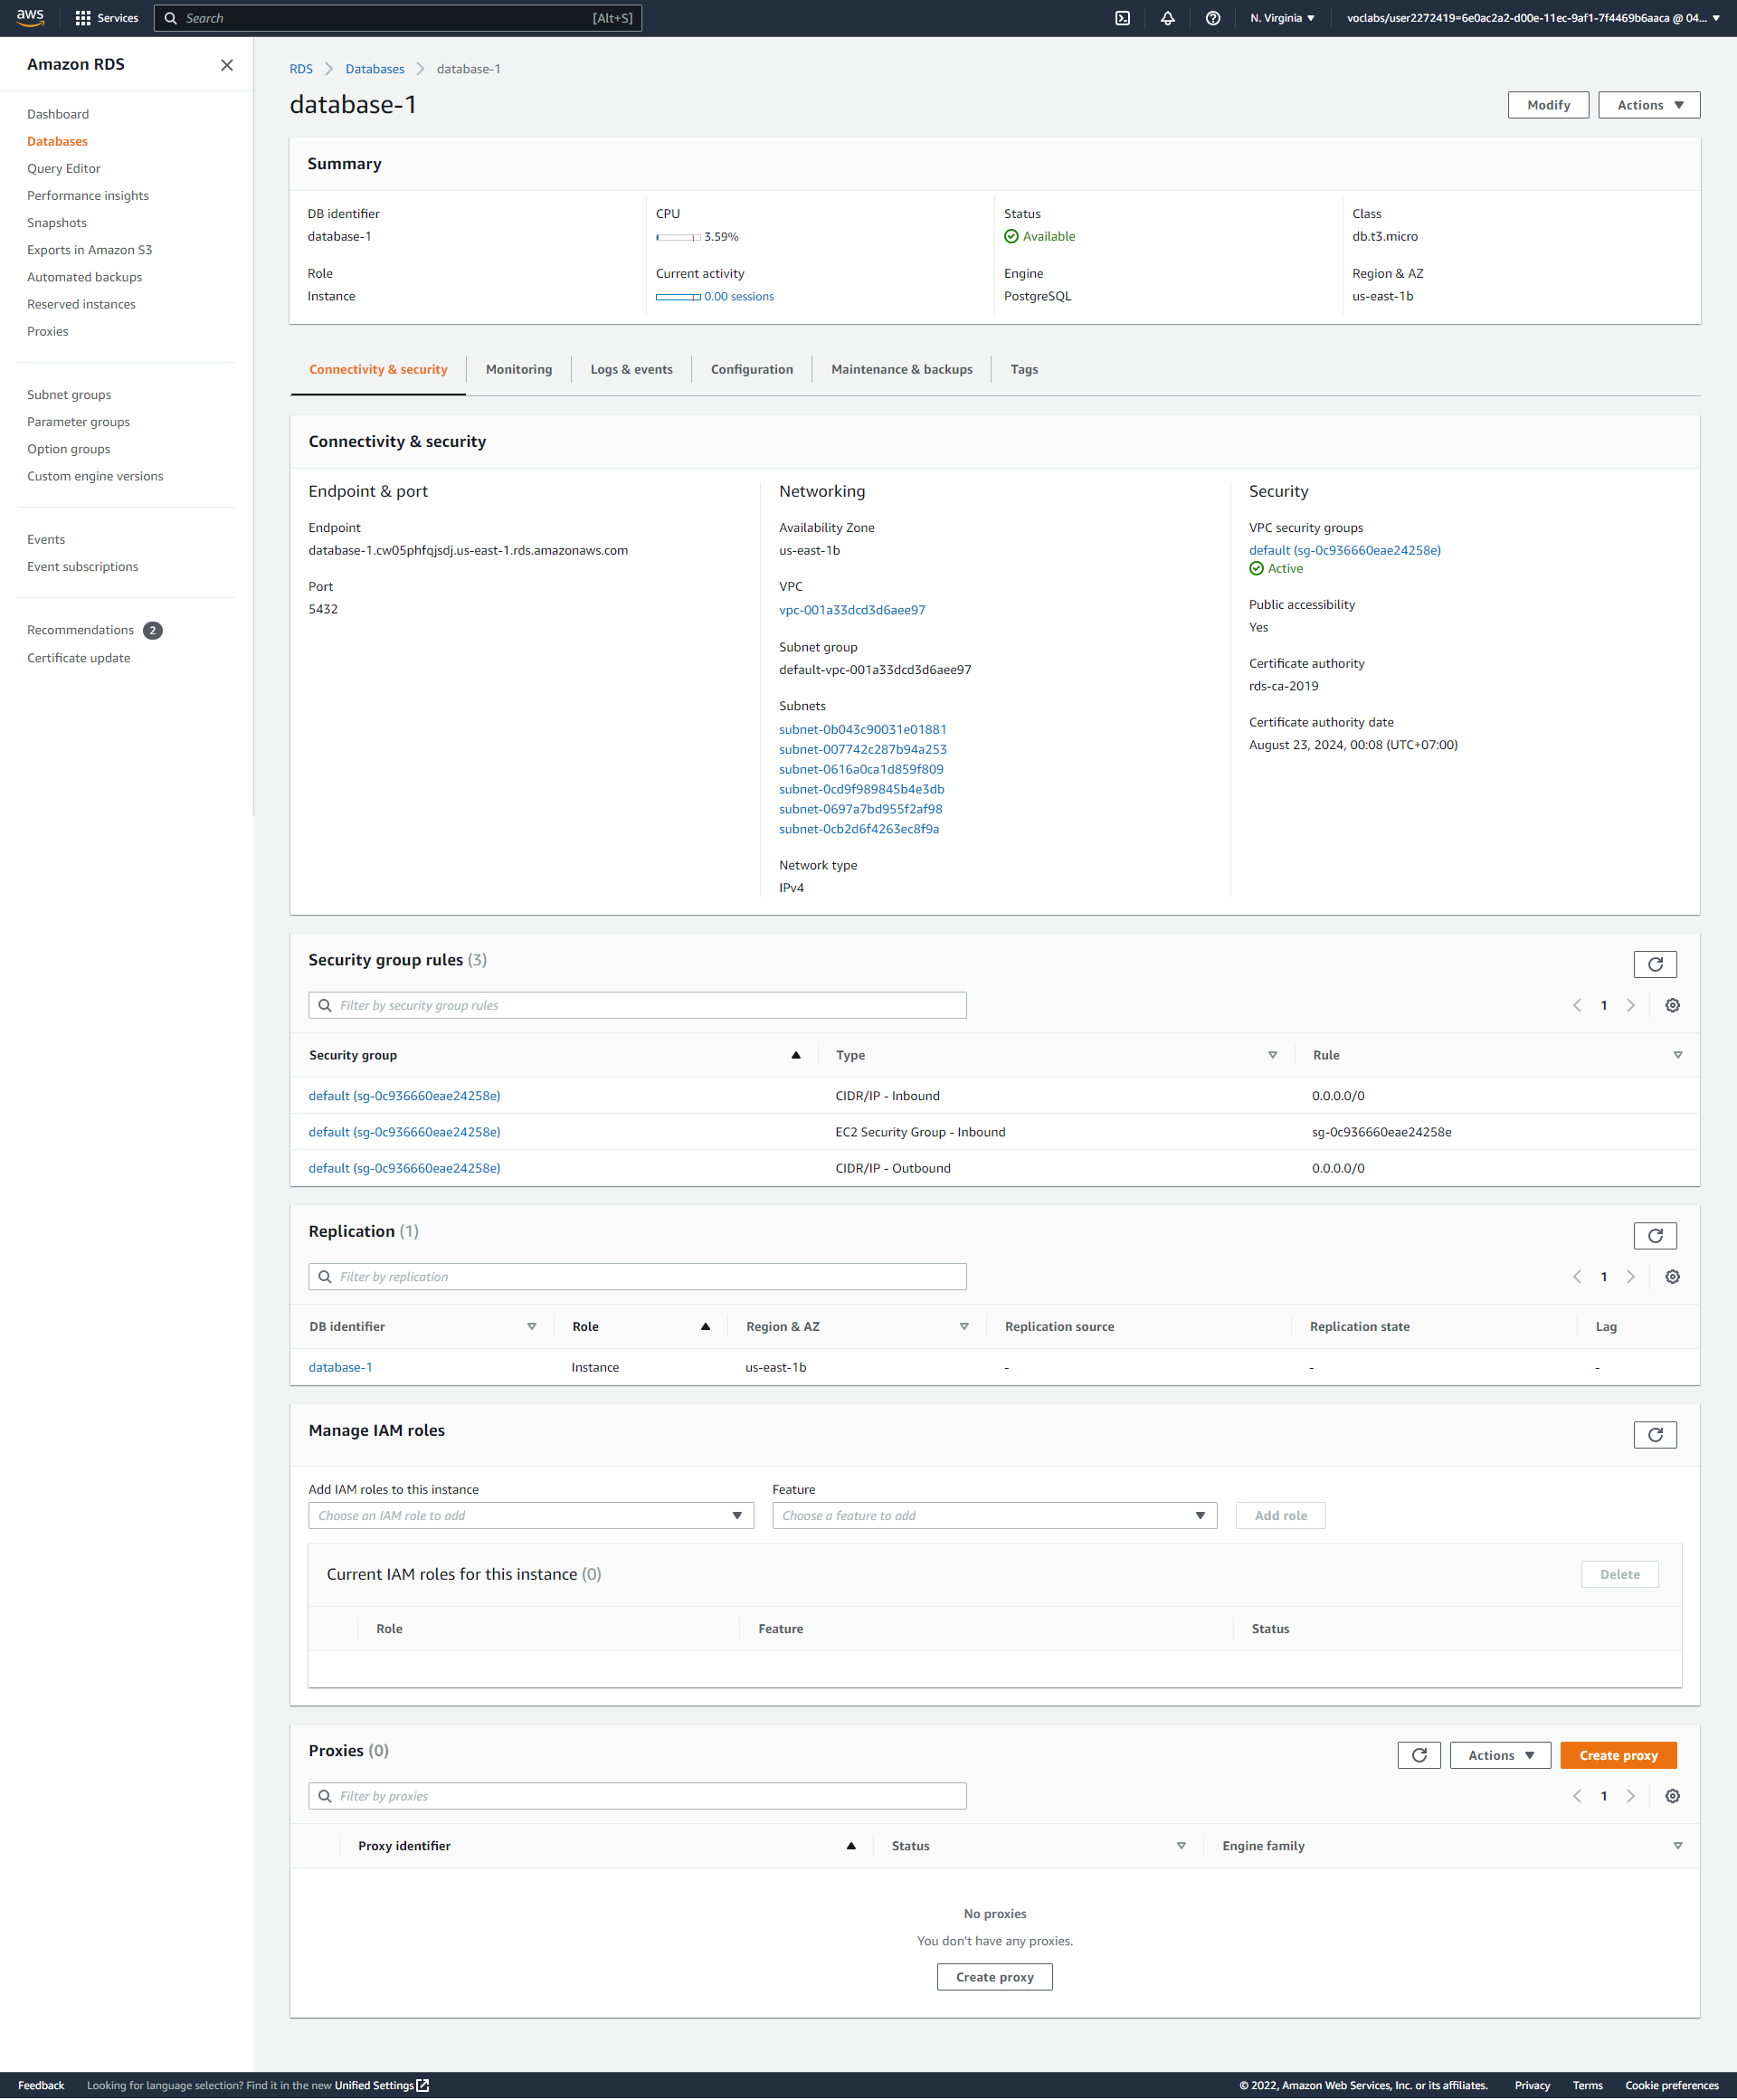 aws
Services
Search
[Alt+S]
N. Virginia
voclabs/user2272419=6e0ac2a2-d00e-11ec-9af1-7f4469b6aaca @ 04...
Amazon RDS
Dashboard
Databases
Query Editor
Performance insights
Snapshots
Exports in Amazon S3
Automated backups
Reserved instances
Proxies
Subnet groups
Parameter groups
Option groups
Custom engine versions
Events
Event subscriptions
Recommendations 2
Certificate update
RDS
Databases
database-1
database-1
Modify
Actions
Summary
DB identifier
database-1
CPU
3.59%
Status
Available
Class
db.t3.micro
Role
Instance
Current activity
0.00 sessions
Engine
PostgreSQL
Region & AZ
us-east-1b
Connectivity & security
Monitoring
Logs & events
Configuration
Maintenance & backups
Tags
Connectivity & security
Endpoint & port
Endpoint
database-1.cw05phfqjsdj.us-east-1.rds.amazonaws.com
Port
5432
Networking
Availability Zone
us-east-1b
VPC
vpc-001a33dcd3d6aee97
Subnet group
default-vpc-001a33dcd3d6aee97
Subnets
subnet-0b043c90031e01881
subnet-007742c287b94a253
subnet-0616a0ca1d859f809
subnet-0cd9f989845b4e3db
subnet-0697a7bd955f2af98
subnet-0cb2d6f4263ec8f9a
Network type
IPv4
Security
VPC security groups
default (sg-0c936660eae24258e)
Active
Public accessibility
Yes
Certificate authority
rds-ca-2019
Certificate authority date
August 23, 2024, 00:08 (UTC+07:00)
Security group rules (3)
Filter by security group rules
1
Security group
Type
Rule
default (sg-0c936660eae24258e)
CIDR/IP - Inbound
0.0.0.0/0
default (sg-0c936660eae24258e)
EC2 Security Group - Inbound
sg-0c936660eae24258e
default (sg-0c936660eae24258e)
CIDR/IP - Outbound
0.0.0.0/0
Replication (1)
Filter by replication
1
DB identifier
Role
Region & AZ
Replication source
Replication state
Lag
database-1
Instance
us-east-1b
-
-
-
Manage IAM roles
Add IAM roles to this instance
Choose an IAM role to add
Feature
Choose a feature to add
Add role
Current IAM roles for this instance (0)
Delete
Role
Feature
Status
Proxies (0)
Actions
Create proxy
Filter by proxies
1
Proxy identifier
Status
Engine family
No proxies
You don't have any proxies.
Create proxy
Feedback
Looking for language selection? Find it in the new Unified Settings
© 2022, Amazon Web Services, Inc. or its affiliates.
Privacy
Terms
Cookie preferences